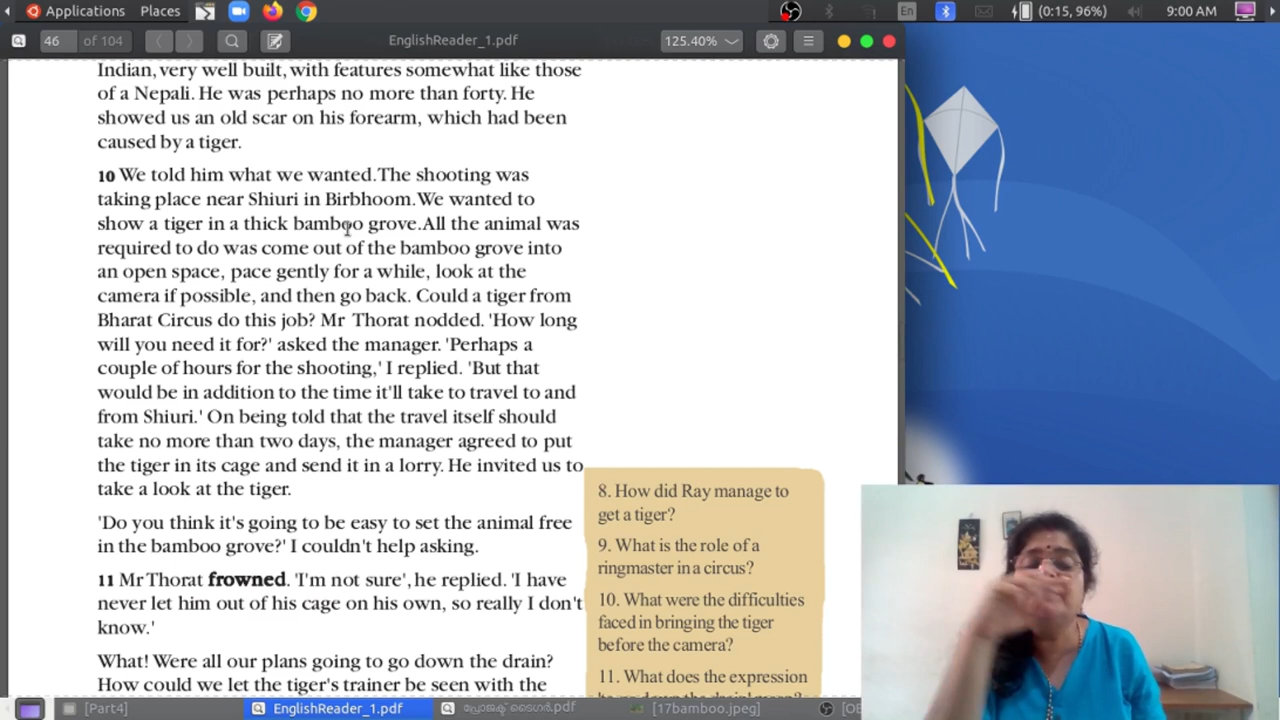 Applications Places En (0:15, 96%) 9:00 AM
46 of 104 EnglishReader_1.pdf 125.40%
Indian, very well built, with features somewhat like those
of a Nepali. He was perhaps no more than forty. He
showed us an old scar on his forearm, which had been
caused by a tiger.
10 We told him what we wanted.The shooting was
taking place near Shiuri in Birbhoom.We wanted to
show a tiger in a thick bamboo grove.All the animal was
required to do was come out of the bamboo grove into
an open space, pace gently for a while, look at the
camera if possible, and then go back. Could a tiger from
Bharat Circus do this job? Mr Thorat nodded. 'How long
will you need it for?' asked the manager. 'Perhaps a
couple of hours for the shooting,' I replied. 'But that
would be in addition to the time it'll take to travel to and
from Shiuri.' On being told that the travel itself should
take no more than two days, the manager agreed to put
the tiger in its cage and send it in a lorry. He invited us to
take a look at the tiger.
'Do you think it's going to be easy to set the animal free
in the bamboo grove?' I couldn't help asking.
11 Mr Thorat frowned. 'I'm not sure', he replied. 'I have
never let him out of his cage on his own, so really I don't
know.'
What! Were all our plans going to go down the drain?
How could we let the tiger's trainer be seen with the
8. How did Ray manage to
get a tiger?
9. What is the role of a
ringmaster in a circus?
10. What were the difficulties
faced in bringing the tiger
before the camera?
11. What does the expression
'to go down the drain' mean?
[Part4] EnglishReader_1.pdf പ്രോജക്ട് ടൈഗർ.pdf [17bamboo.jpeg] [OB